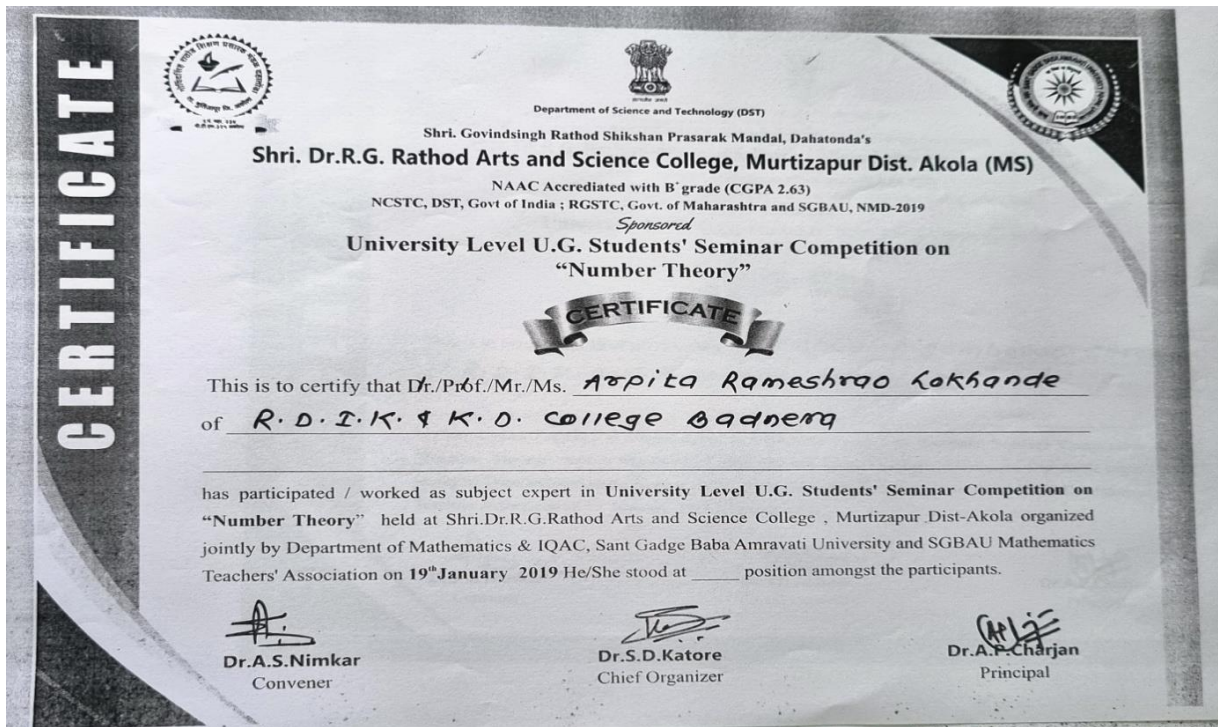 CERTIFICATE
Department of Science and Technology (DST)
Shri. Govindsingh Rathod Shikshan Prasarak Mandal, Dahatonda's
Shri. Dr.R.G. Rathod Arts and Science College, Murtizapur Dist. Akola (MS)
NAAC Accrediated with B+ grade (CGPA 2.63)
NCSTC, DST, Govt of India ; RGSTC, Govt. of Maharashtra and SGBAU, NMD-2019
Sponsored
University Level U.G. Students' Seminar Competition on
“Number Theory”
CERTIFICATE
This is to certify that Dr./Prof./Mr./Ms. Arpita Rameshrao Lokhande
of R. D. I. K. & K. D. College Badnera
has participated / worked as subject expert in University Level U.G. Students' Seminar Competition on
“Number Theory” held at Shri.Dr.R.G.Rathod Arts and Science College , Murtizapur Dist-Akola organized
jointly by Department of Mathematics & IQAC, Sant Gadge Baba Amravati University and SGBAU Mathematics
Teachers' Association on 19th January 2019 He/She stood at _____ position amongst the participants.
Dr.A.S.Nimkar
Convener
Dr.S.D.Katore
Chief Organizer
Dr.A.P.Charjan
Principal